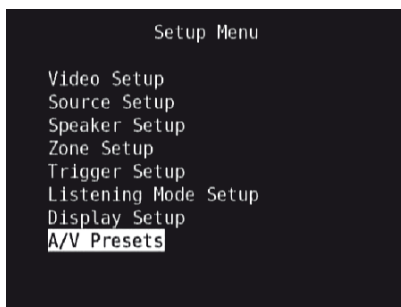 Setup Menu
Video Setup
Source Setup
Speaker Setup
Zone Setup
Trigger Setup
Listening Mode Setup
Display Setup
A/V Presets